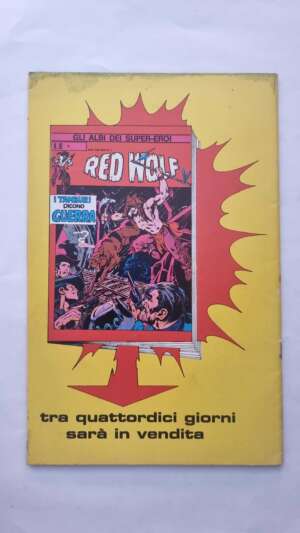 GLI ALBI DEI SUPER-EROI
RED WOLF
I TAMBURI
DICONO
GUERRA
tra quattordici giorni
sarà in vendita